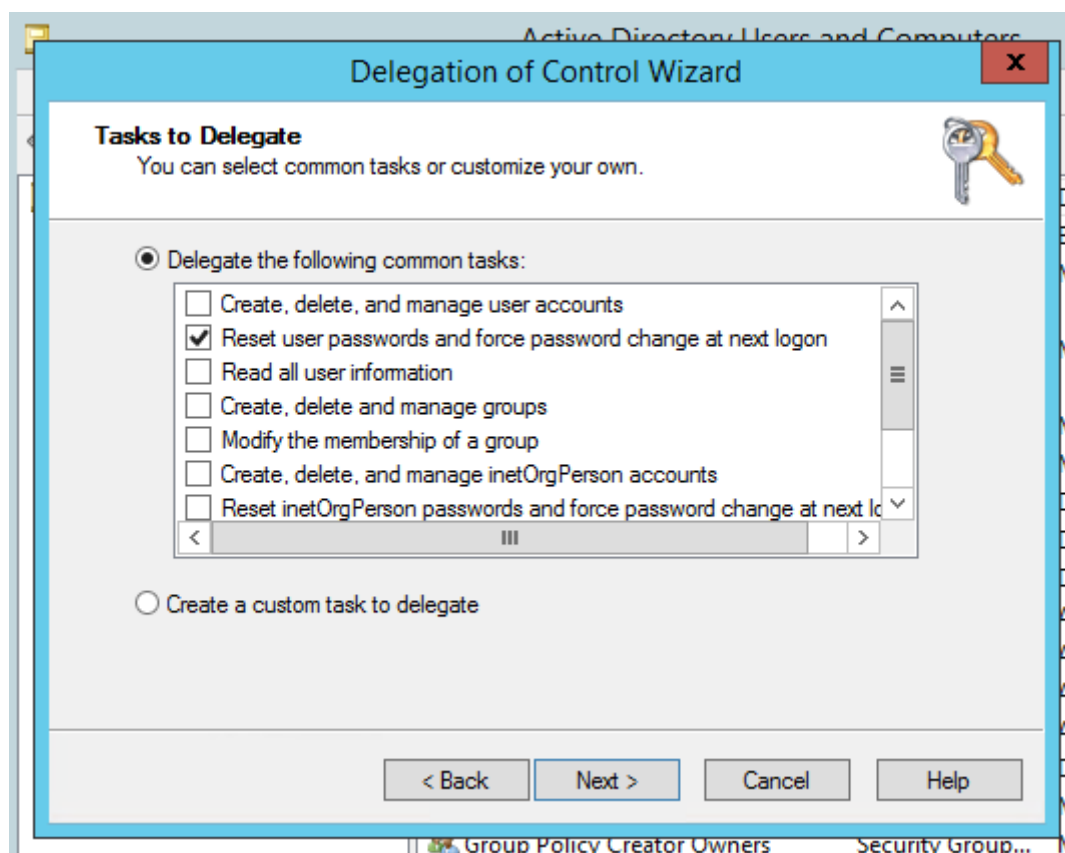 Active Directory Users and Computers
Delegation of Control Wizard
x
Tasks to Delegate
You can select common tasks or customize your own.
Delegate the following common tasks:
Create, delete, and manage user accounts
Reset user passwords and force password change at next logon
Read all user information
Create, delete and manage groups
Modify the membership of a group
Create, delete, and manage inetOrgPerson accounts
Reset inetOrgPerson passwords and force password change at next
Create a custom task to delegate
< Back Next > Cancel Help
Group Policy Creator Owners Security Group...